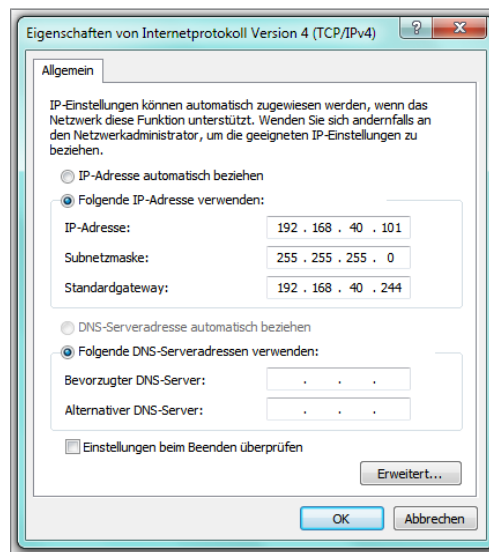 Eigenschaften von Internetprotokoll Version 4 (TCP/IPv4)
Allgemein
IP-Einstellungen können automatisch zugewiesen werden, wenn das
Netzwerk diese Funktion unterstützt. Wenden Sie sich andernfalls an
den Netzwerkadministrator, um die geeigneten IP-Einstellungen zu
beziehen.
IP-Adresse automatisch beziehen
Folgende IP-Adresse verwenden:
IP-Adresse: 192 . 168 . 40 . 101
Subnetzmaske: 255 . 255 . 255 . 0
Standardgateway: 192 . 168 . 40 . 244
DNS-Serveradresse automatisch beziehen
Folgende DNS-Serveradressen verwenden:
Bevorzugter DNS-Server: . . .
Alternativer DNS-Server: . . .
Einstellungen beim Beenden überprüfen
Erweitert...
OK Abbrechen